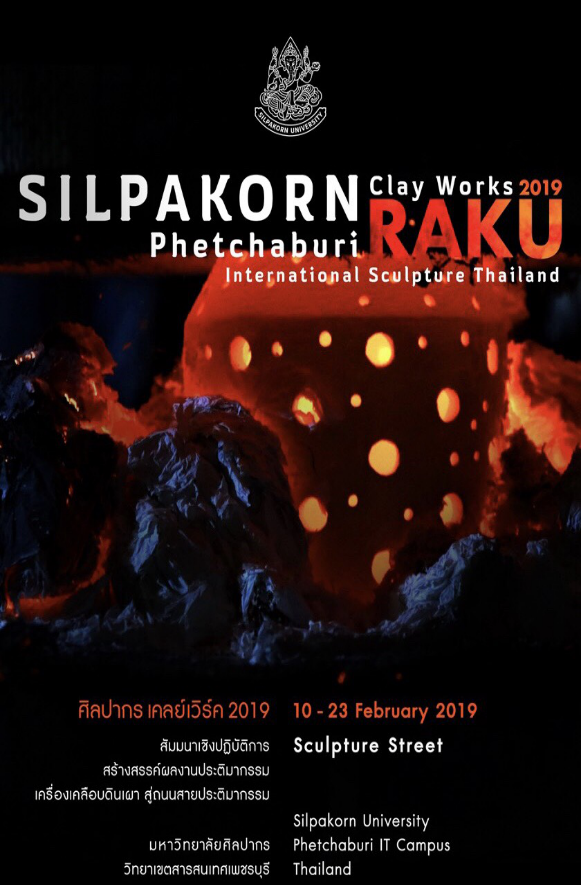 SILPAKORN UNIVERSITY
SILPAKORN Clay Works 2019
Phetchaburi RAKU
International Sculpture Thailand
ศิลปากร เคลย์เวิร์ค 2019
สัมมนาเชิงปฏิบัติการ
สร้างสรรค์ผลงานประติมากรรม
เครื่องเคลือบดินเผา สู่ถนนสายประติมากรรม
มหาวิทยาลัยศิลปากร
วิทยาเขตสารสนเทศเพชรบุรี
10 - 23 February 2019
Sculpture Street
Silpakorn University
Phetchaburi IT Campus
Thailand